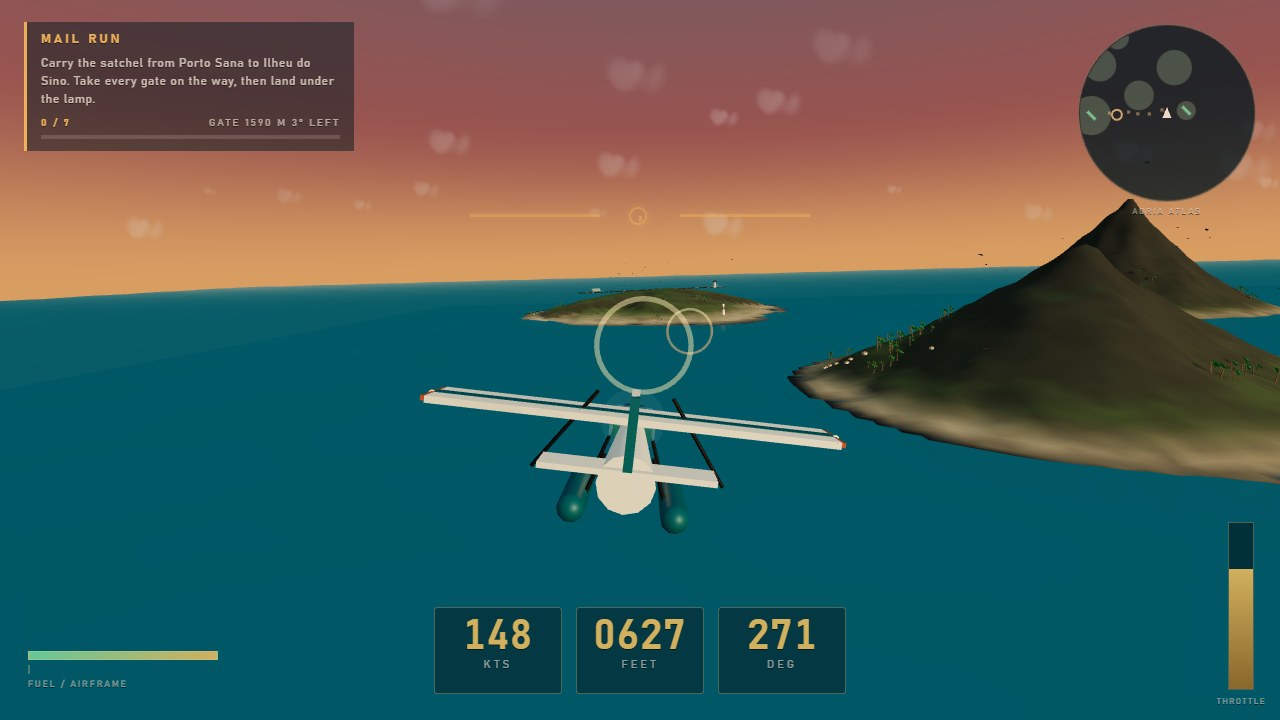 MAIL RUN
Carry the satchel from Porto Sana to Ilheu do
Sino. Take every gate on the way, then land under
the lamp.
0 / 7
GATE 1590 M 3° LEFT
ADRIA ATLAS
148
KTS
0627
FEET
271
DEG
FUEL / AIRFRAME
THROTTLE